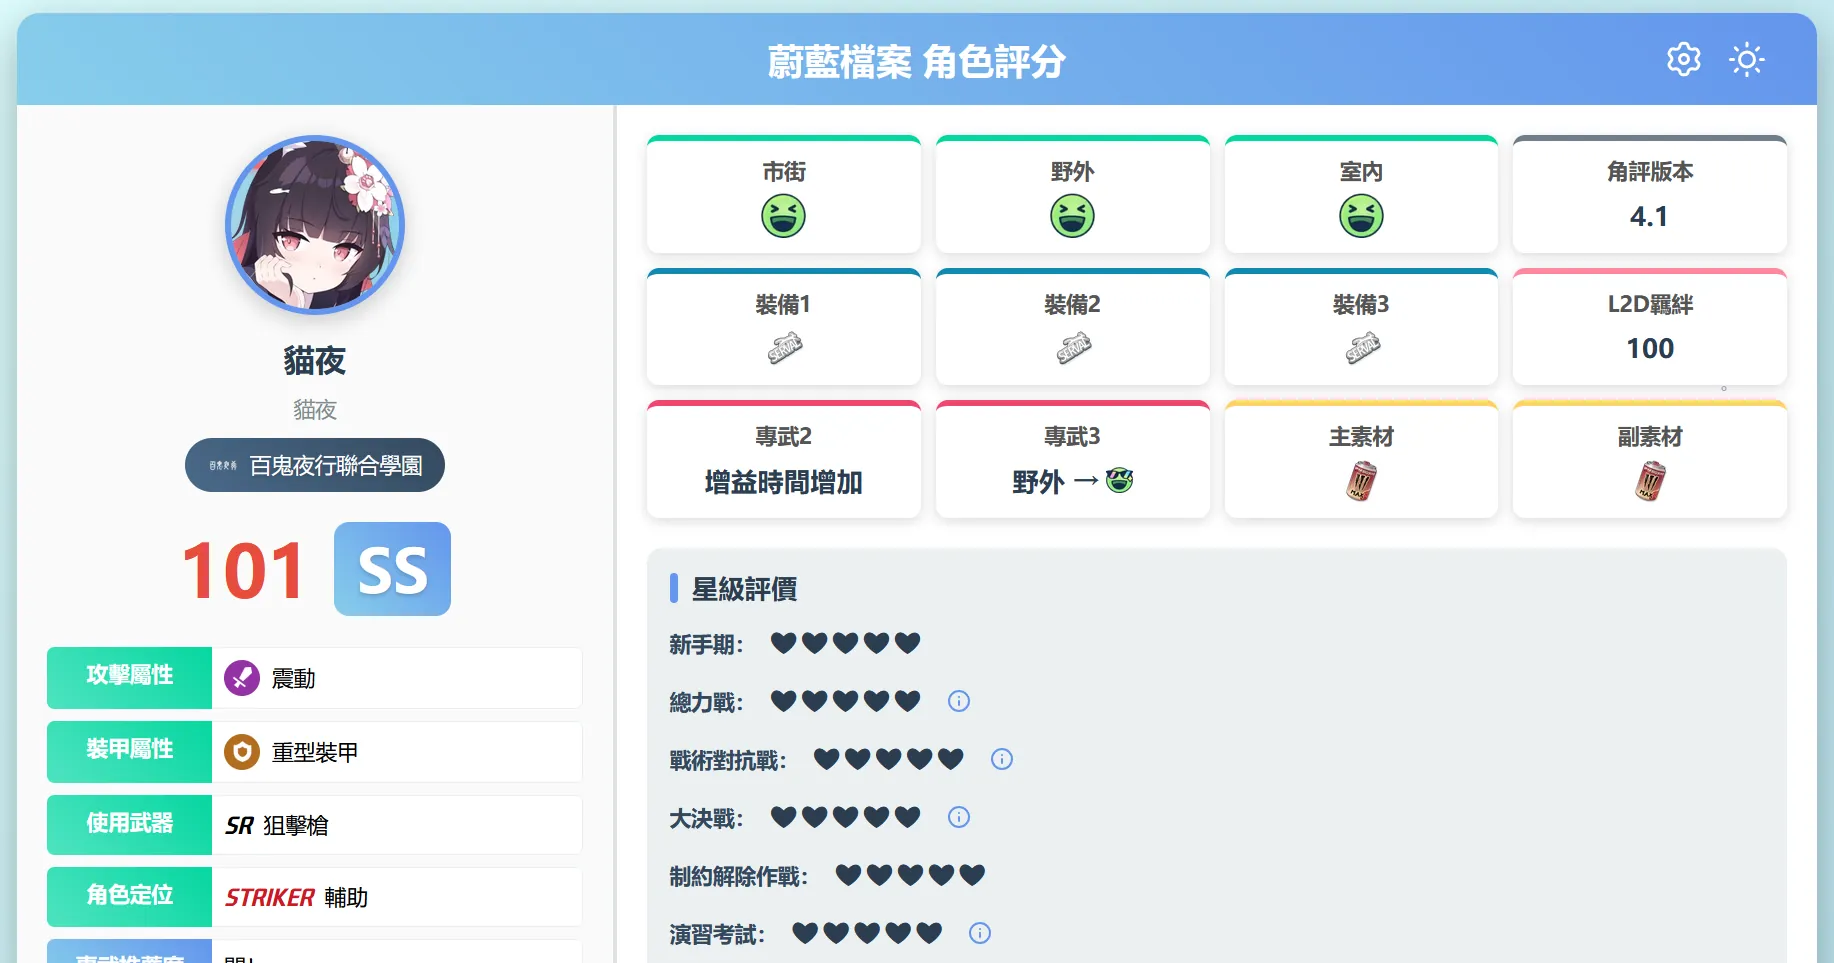 蔚藍檔案 角色評分
貓夜
貓夜
百鬼夜行聯合學園
101 SS
攻擊屬性 震動
裝甲屬性 重型裝甲
使用武器 SR 狙擊槍
角色定位 STRIKER 輔助
市街
野外
室內
角評版本
4.1
裝備1
SERVAL
裝備2
SERVAL
裝備3
SERVAL
L2D羈絆
100
專武2
增益時間增加
專武3
野外 →
主素材
MAX
副素材
MAX
星級評價
新手期：
總力戰：
戰術對抗戰：
大決戰：
制約解除作戰：
演習考試：